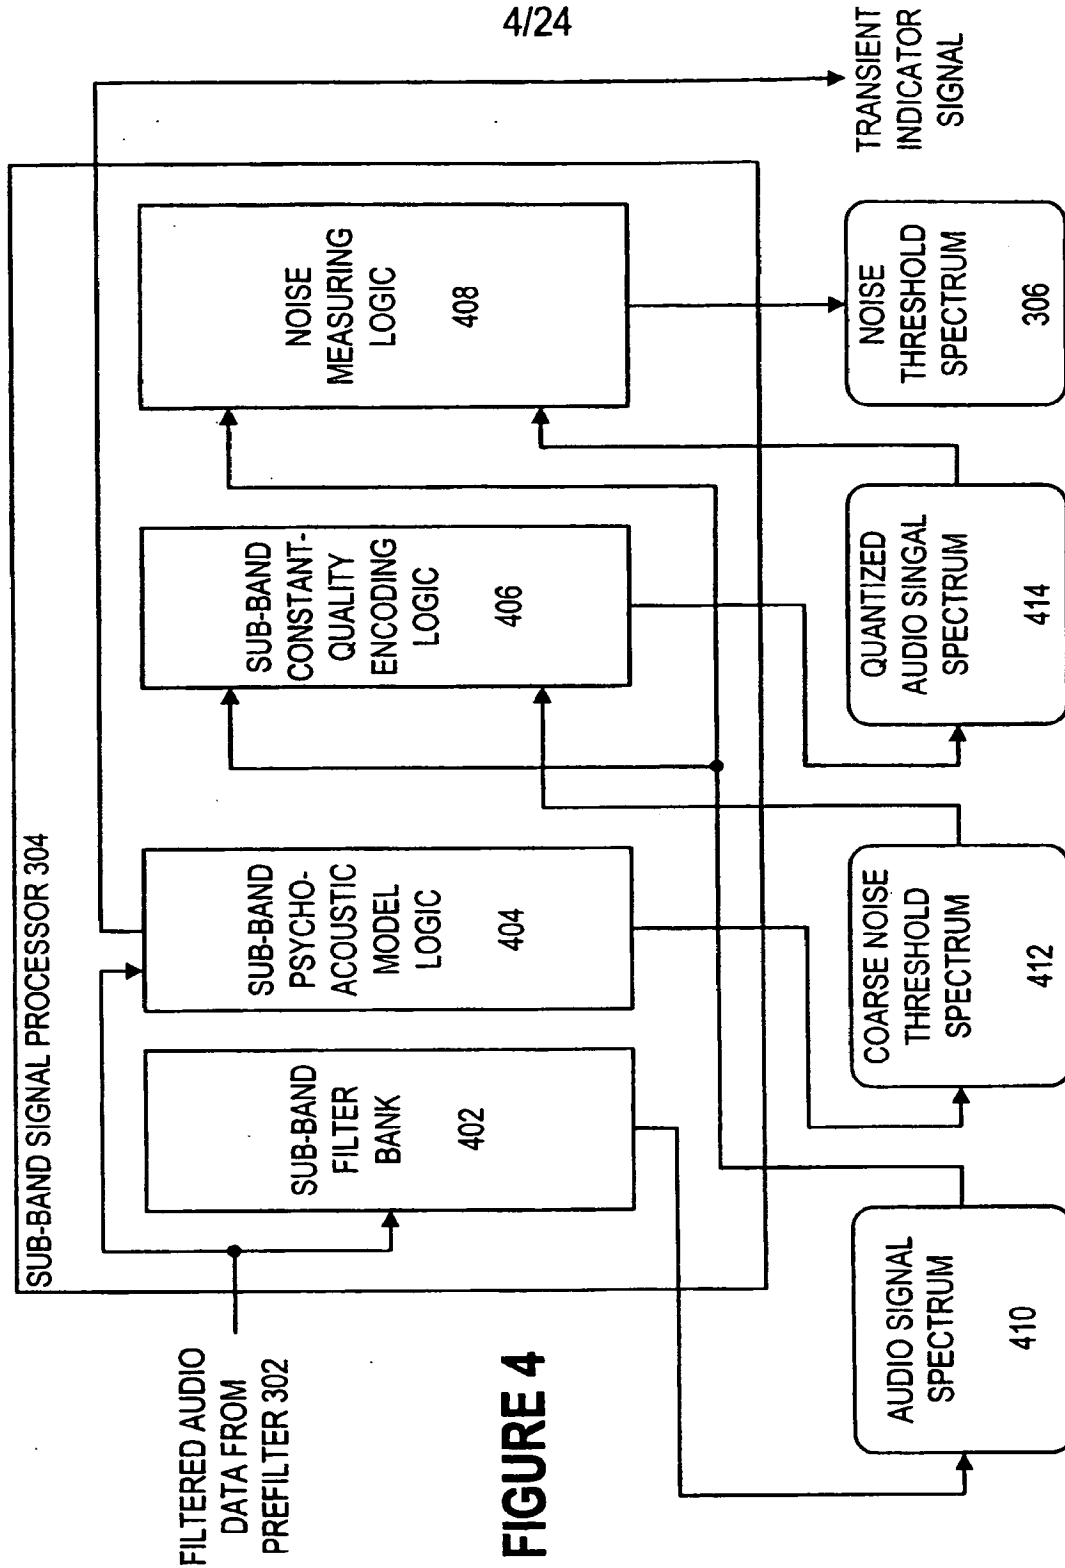 4/24
SUB-BAND SIGNAL PROCESSOR 304
FILTERED AUDIO
DATA FROM
PREFILTER 302
SUB-BAND
FILTER
BANK
402
SUB-BAND
PSYCHO-
ACOUSTIC
MODEL
LOGIC
404
SUB-BAND
CONSTANT-
QUALITY
ENCODING
LOGIC
406
NOISE
MEASURING
LOGIC
408
TRANSIENT
INDICATOR
SIGNAL
AUDIO SIGNAL
SPECTRUM
410
COARSE NOISE
THRESHOLD
SPECTRUM
412
QUANTIZED
AUDIO SINGAL
SPECTRUM
414
NOISE
THRESHOLD
SPECTRUM
306
FIGURE 4